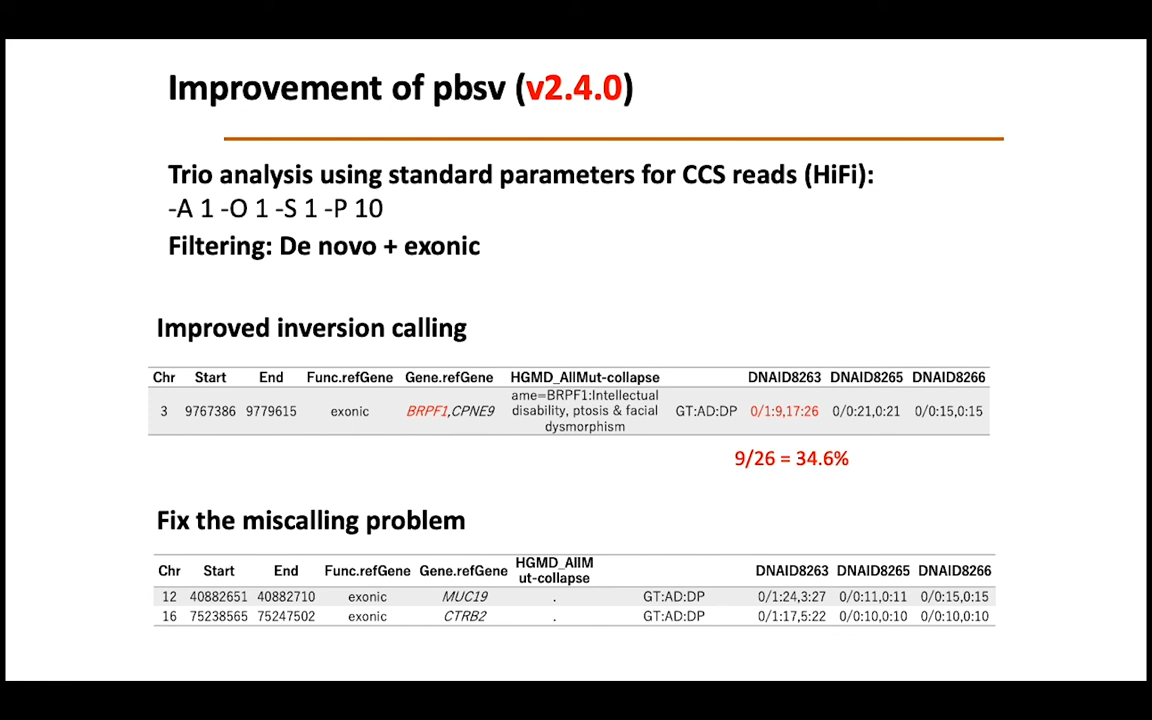 Improvement of pbsv (v2.4.0)
Trio analysis using standard parameters for CCS reads (HiFi):
-A 1 -O 1 -S 1 -P 10
Filtering: De novo + exonic
Improved inversion calling
Chr Start End Func.refGene Gene.refGene HGMD_AllMut-collapse DNAID8263 DNAID8265 DNAID8266
ame=BRPF1:Intellectual
3 9767386 9779615 exonic BRPF1,CPNE9 disability, ptosis & facial GT:AD:DP 0/1:9,17:26 0/0:21,0:21 0/0:15,0:15
dysmorphism
9/26 = 34.6%
Fix the miscalling problem
HGMD_AllM
Chr Start End Func.refGene Gene.refGene ut-collapse DNAID8263 DNAID8265 DNAID8266
12 40882651 40882710 exonic MUC19 . GT:AD:DP 0/1:24,3:27 0/0:11,0:11 0/0:15,0:15
16 75238565 75247502 exonic CTRB2 . GT:AD:DP 0/1:17,5:22 0/0:10,0:10 0/0:10,0:10